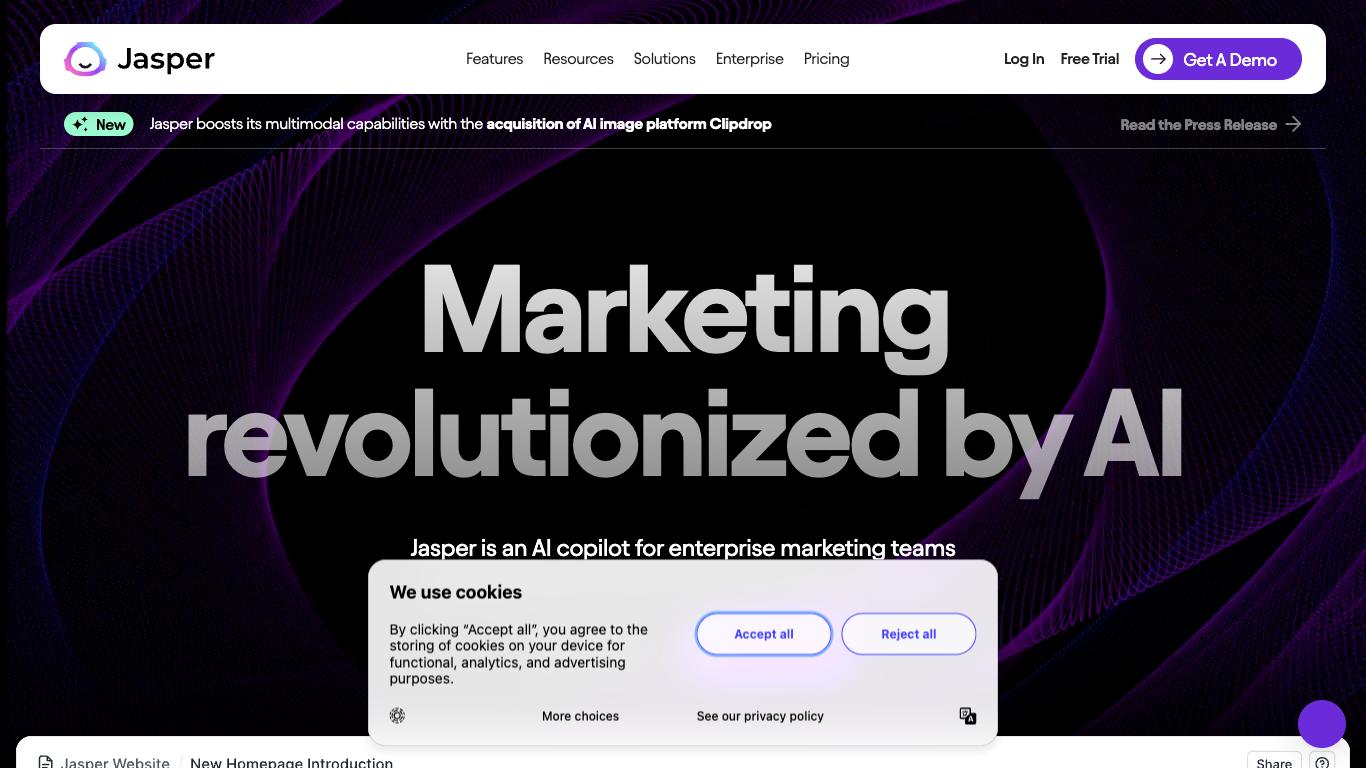 Jasper
Features
Resources
Solutions
Enterprise
Pricing
Log In
Free Trial
Get A Demo
New
Jasper boosts its multimodal capabilities with the acquisition of AI image platform Clipdrop
Read the Press Release
Marketing
revolutionized by AI
Jasper is an AI copilot for enterprise marketing teams
We use cookies
By clicking “Accept all”, you agree to the
storing of cookies on your device for
functional, analytics, and advertising
purposes.
Accept all
Reject all
More choices
See our privacy policy
Jasper Website
New Homepage Introduction
Share